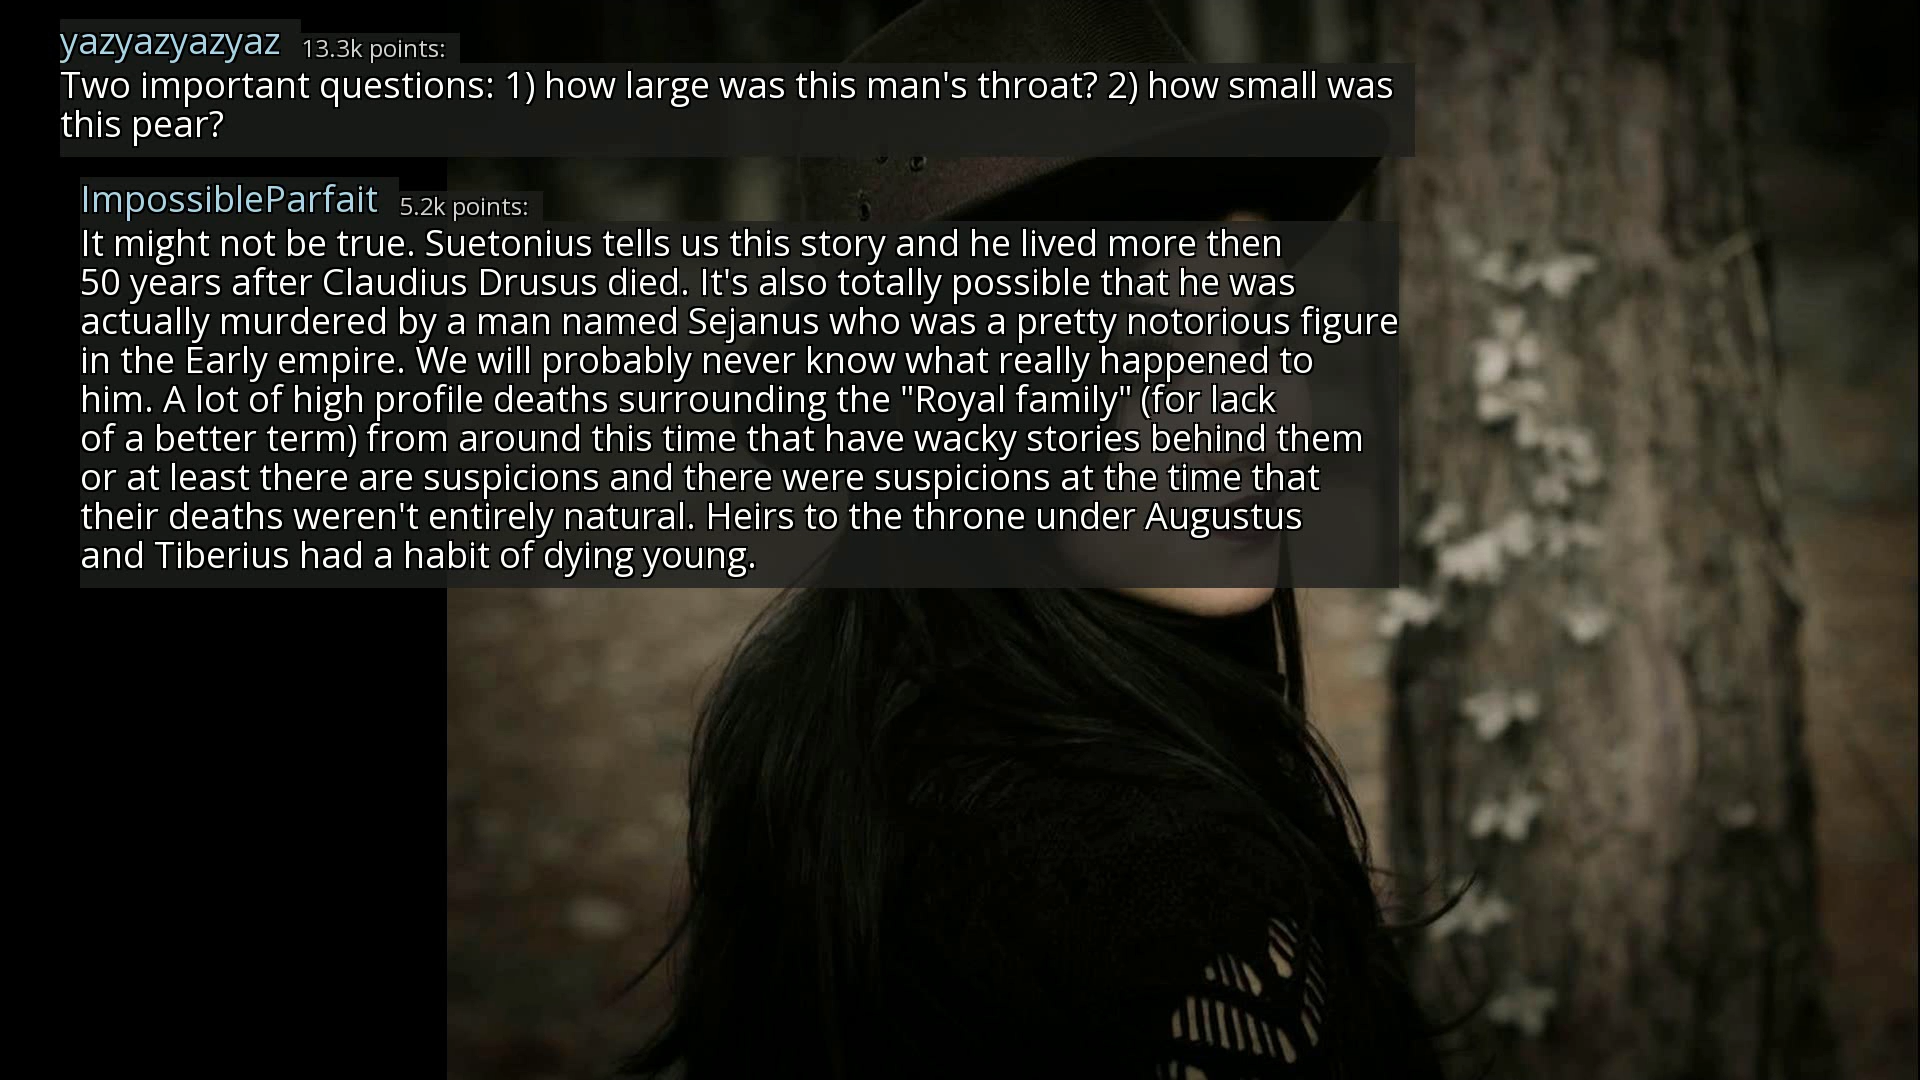 yazyazyazyaz 13.3k points:
Two important questions: 1) how large was this man's throat? 2) how small was
this pear?
ImpossibleParfait 5.2k points:
It might not be true. Suetonius tells us this story and he lived more then
50 years after Claudius Drusus died. It's also totally possible that he was
actually murdered by a man named Sejanus who was a pretty notorious figure
in the Early empire. We will probably never know what really happened to
him. A lot of high profile deaths surrounding the "Royal family" (for lack
of a better term) from around this time that have wacky stories behind them
or at least there are suspicions and there were suspicions at the time that
their deaths weren't entirely natural. Heirs to the throne under Augustus
and Tiberius had a habit of dying young.